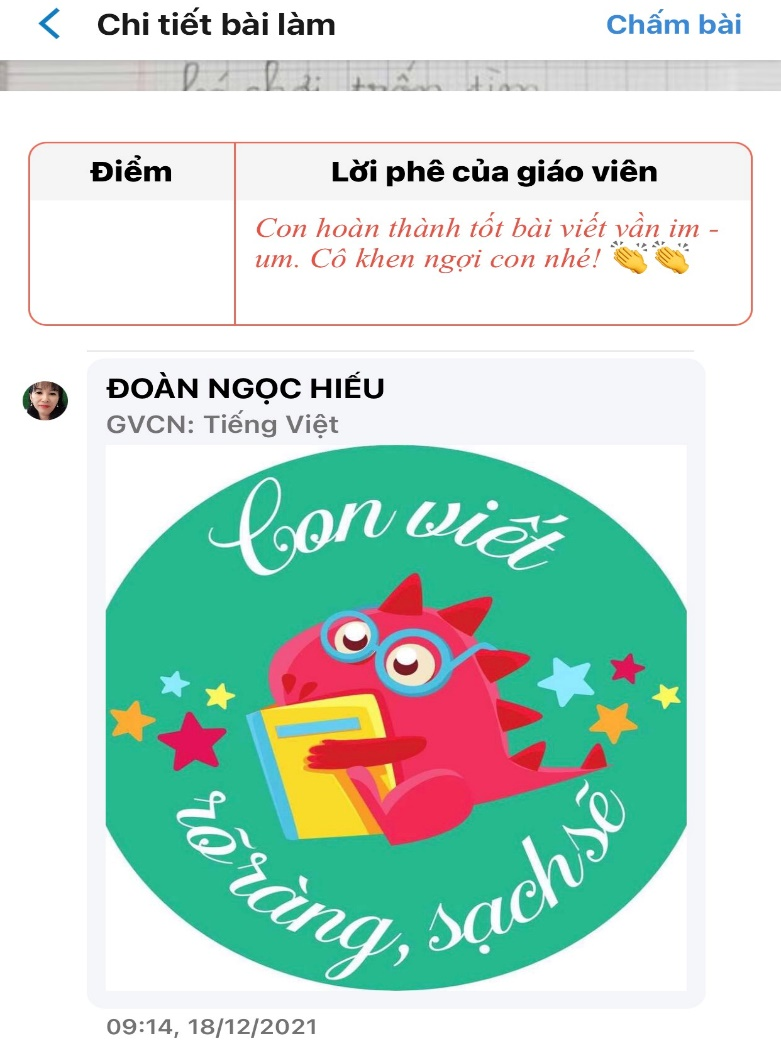 Chi tiết bài làm
Chấm bài
Điểm
Lời phê của giáo viên
Con hoàn thành tốt bài viết vần im -
um. Cô khen ngợi con nhé! 👏👏
ĐOÀN NGỌC HIẾU
GVCN: Tiếng Việt
Con viết
rõ ràng, sạch sẽ
09:14, 18/12/2021